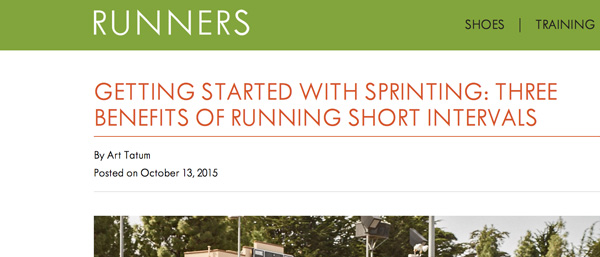 RUNNERS
SHOES | TRAINING
GETTING STARTED WITH SPRINTING: THREE
BENEFITS OF RUNNING SHORT INTERVALS
By Art Tatum
Posted on October 13, 2015